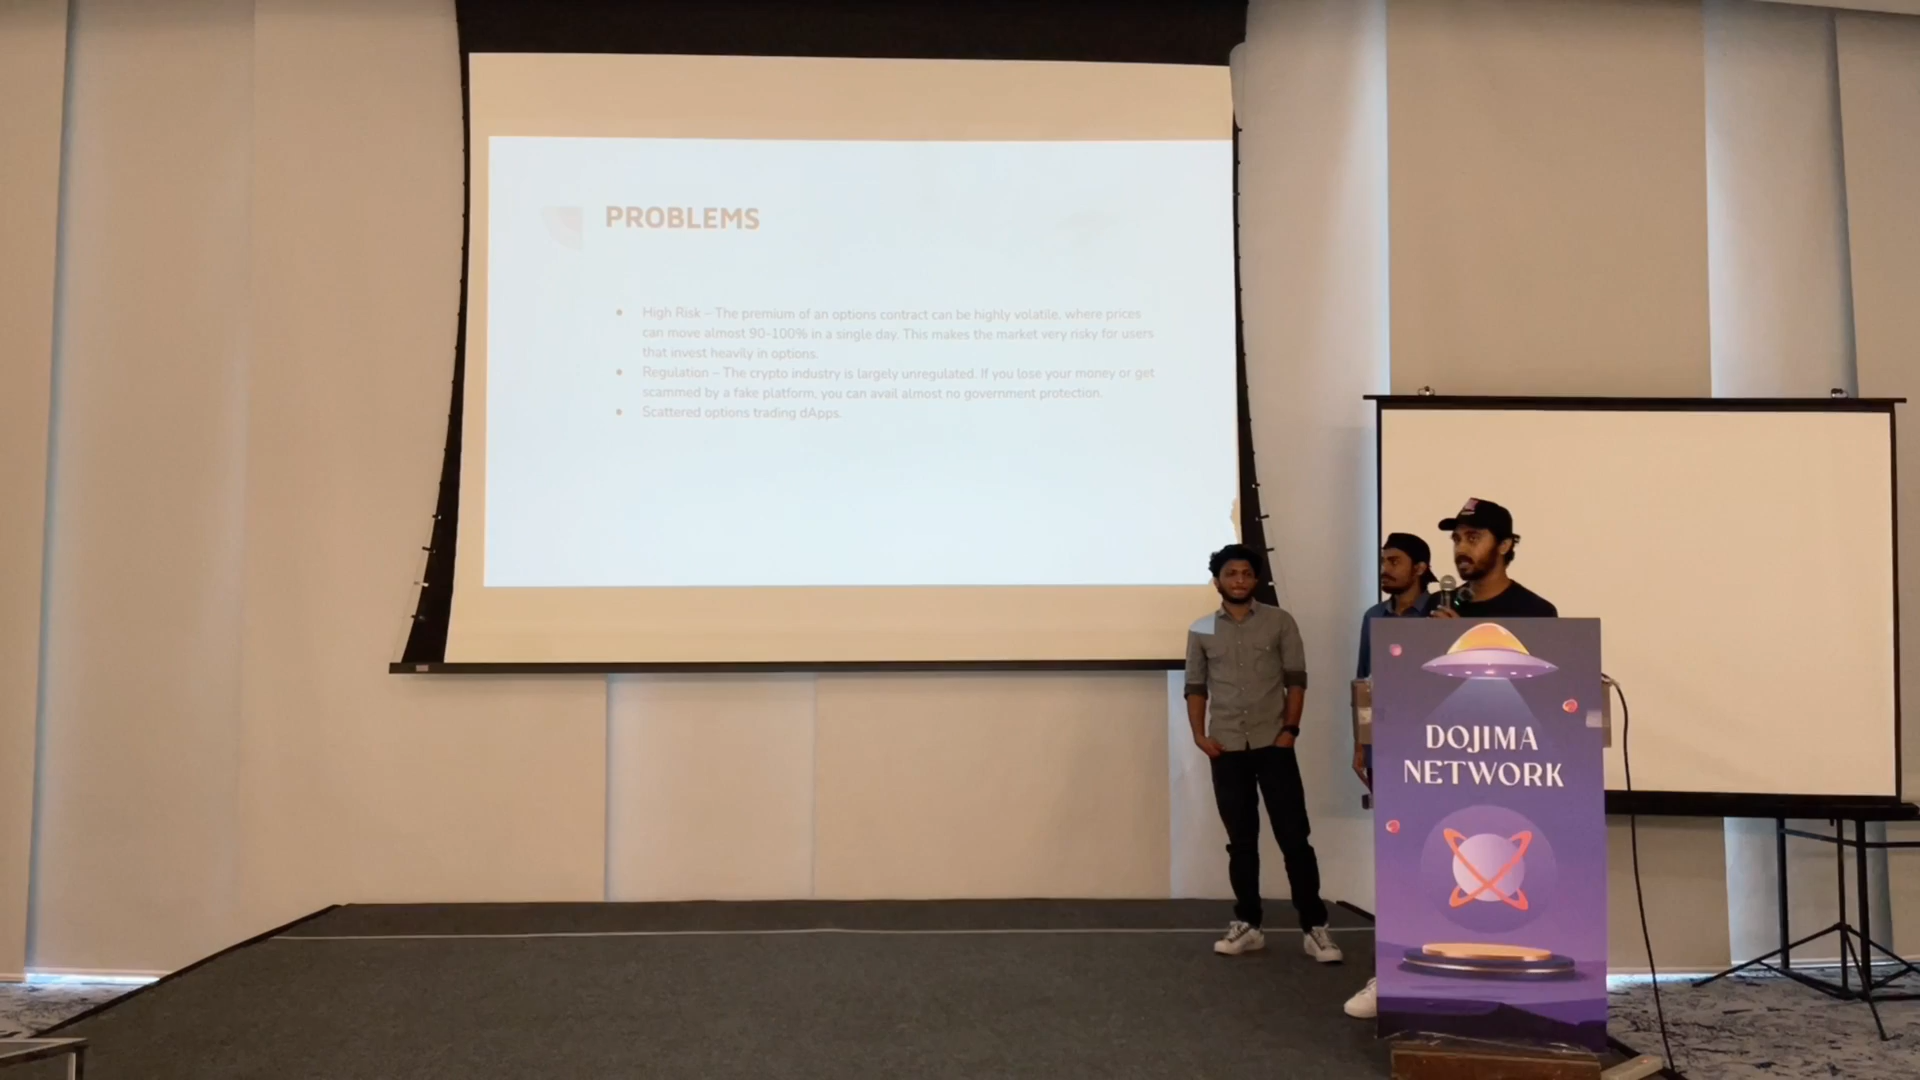 PROBLEMS
• High Risk – The premium of an options contract can be highly volatile, where prices
can move almost 90-100% in a single day. This makes the market very risky for users
that invest heavily in options.
• Regulation – The crypto industry is largely unregulated. If you lose your money or get
scammed by a fake platform, you can avail almost no government protection.
• Scattered options trading dApps.
DOJIMA
NETWORK